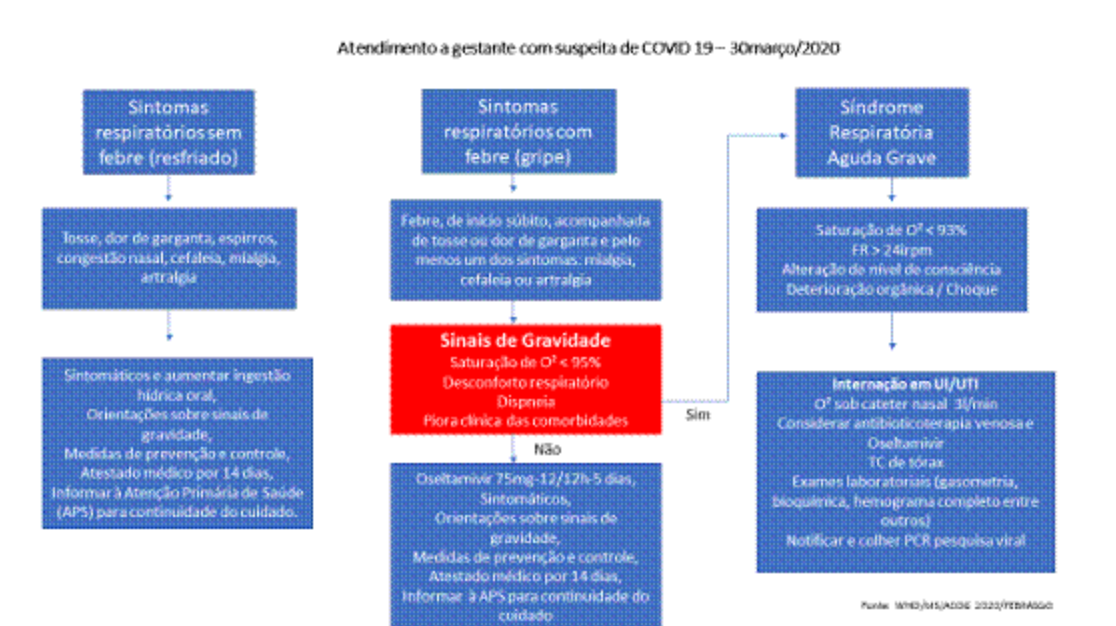 Atendimento a gestante com suspeita de COVID 19 – 30março/2020
Sintomas
respiratórios sem
febre (resfriado)
Tosse, dor de garganta, espirros,
congestão nasal, cefaleia, mialgia,
artralgia
Sintomáticos e aumentar ingestão
hídrica oral,
Orientações sobre sinais de
gravidade,
Medidas de prevenção e controle,
Atestado médico por 14 dias,
Informar à Atenção Primária de Saúde
(APS) para continuidade do cuidado.
Sintomas
respiratórios com
febre (gripe)
Febre, de início súbito, acompanhada
de tosse ou dor de garganta e pelo
menos um dos sintomas: mialgia,
cefaleia ou artralgia
Sinais de Gravidade
Saturação de O² < 95%
Desconforto respiratório
Dispneia
Piora clínica das comorbidades
Sim
Não
Oseltamivir 75mg-12/12h-5 dias,
Sintomáticos,
Orientações sobre sinais de
gravidade,
Medidas de prevenção e controle,
Atestado médico por 14 dias,
Informar à APS para continuidade do
cuidado
Síndrome
Respiratória
Aguda Grave
Saturação de O² < 93%
FR > 24irpm
Alteração de nível de consciência
Deterioração orgânica / Choque
Internação em UI/UTI
O² sob cateter nasal 3l/min
Considerar antibioticoterapia venosa e
Oseltamivir
TC de tórax
Exames laboratoriais (gasometria,
bioquímica, hemograma completo entre
outros)
Notificar e colher PCR pesquisa viral
Fonte: WHO/MS/ACOG 2020/FEBRASGO